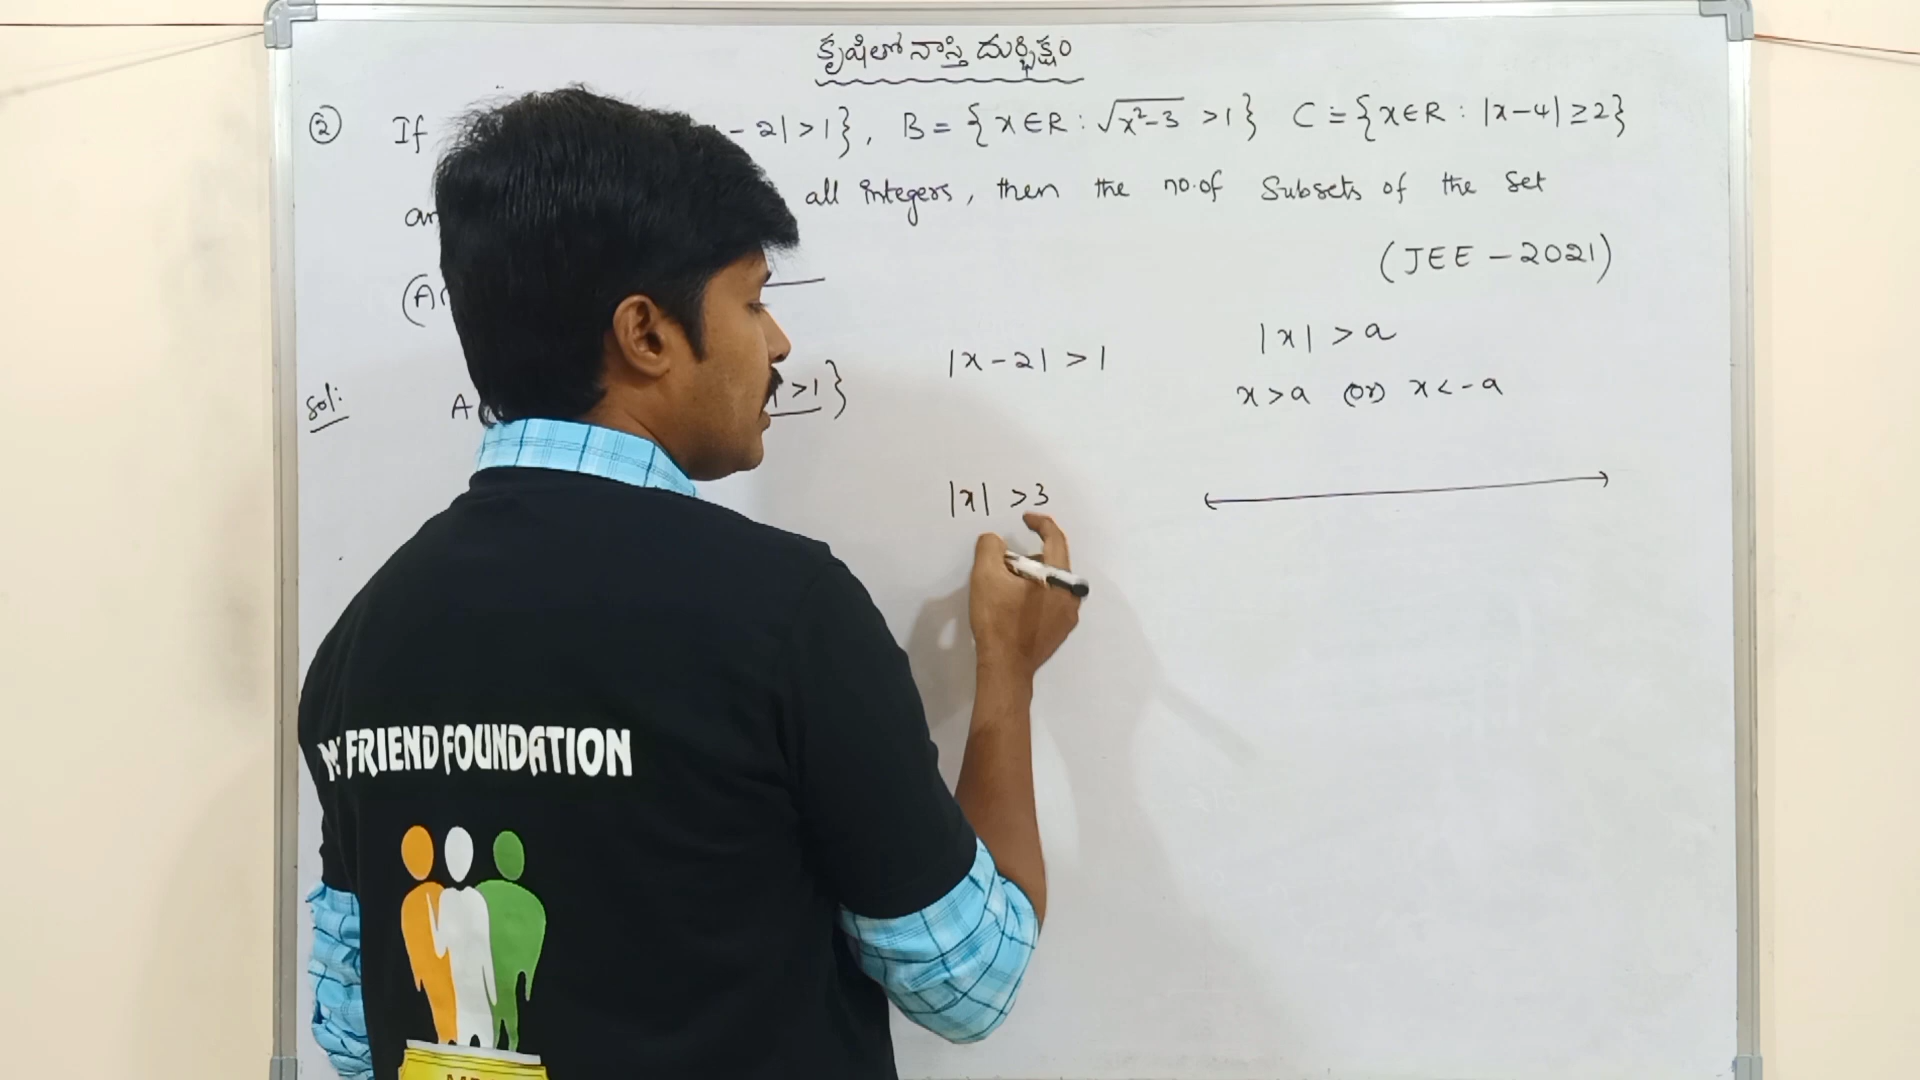 కృషిలో నాస్తి దుర్భిక్షం
② If - 2| > 1}, B = { x ∈ R : √(x²-3) > 1} C = {x ∈ R : |x-4| ≥ 2}
all integers, then the no. of Subsets of the Set
(JEE - 2021)
(A
|x| > a
|x - 2| > 1
Sol: A > 1}
x > a (or) x < - a
|x| > 3
FRIEND FOUNDATION